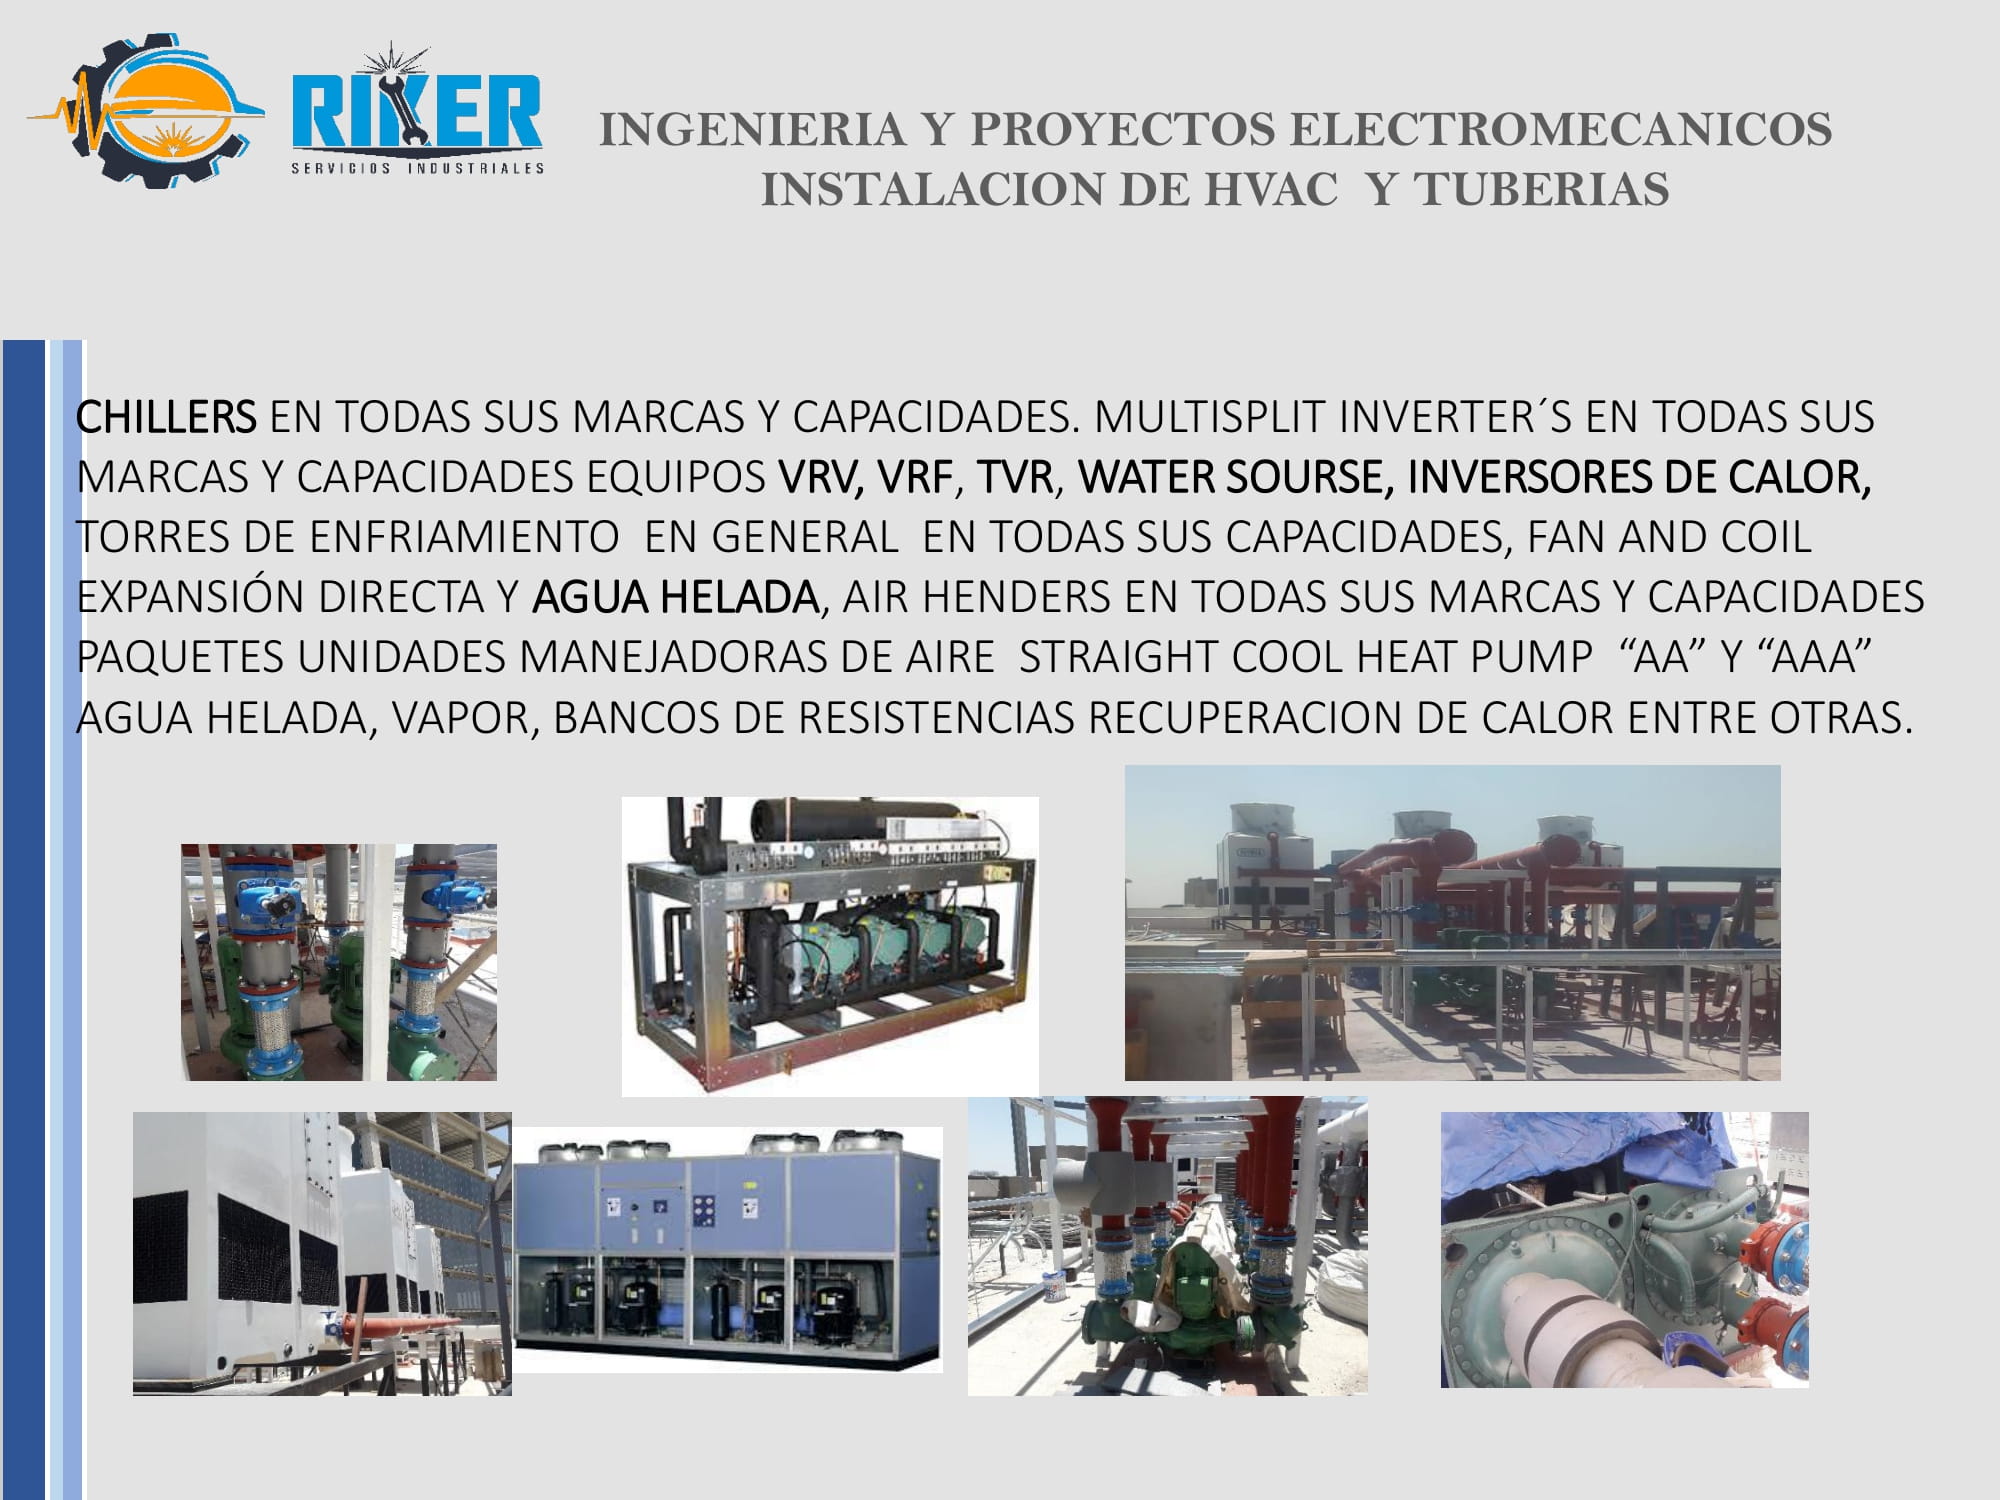 RIKER
SERVICIOS INDUSTRIALES
INGENIERIA Y PROYECTOS ELECTROMECANICOS
INSTALACION DE HVAC Y TUBERIAS
CHILLERS EN TODAS SUS MARCAS Y CAPACIDADES. MULTISPLIT INVERTER´S EN TODAS SUS
MARCAS Y CAPACIDADES EQUIPOS VRV, VRF, TVR, WATER SOURSE, INVERSORES DE CALOR,
TORRES DE ENFRIAMIENTO EN GENERAL EN TODAS SUS CAPACIDADES, FAN AND COIL
EXPANSIÓN DIRECTA Y AGUA HELADA, AIR HENDERS EN TODAS SUS MARCAS Y CAPACIDADES
PAQUETES UNIDADES MANEJADORAS DE AIRE STRAIGHT COOL HEAT PUMP “AA” Y “AAA”
AGUA HELADA, VAPOR, BANCOS DE RESISTENCIAS RECUPERACION DE CALOR ENTRE OTRAS.